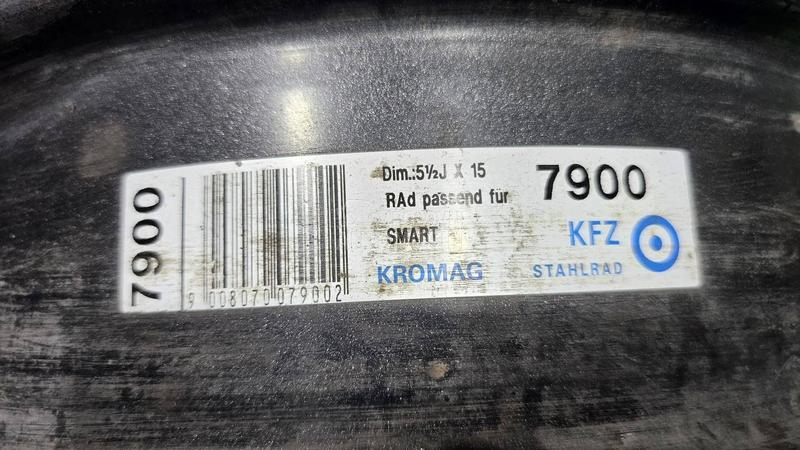 7900
9 008070 079002
Dim.:5½J X 15
RAd passend für
SMART
KROMAG
7900
KFZ
STAHLRAD